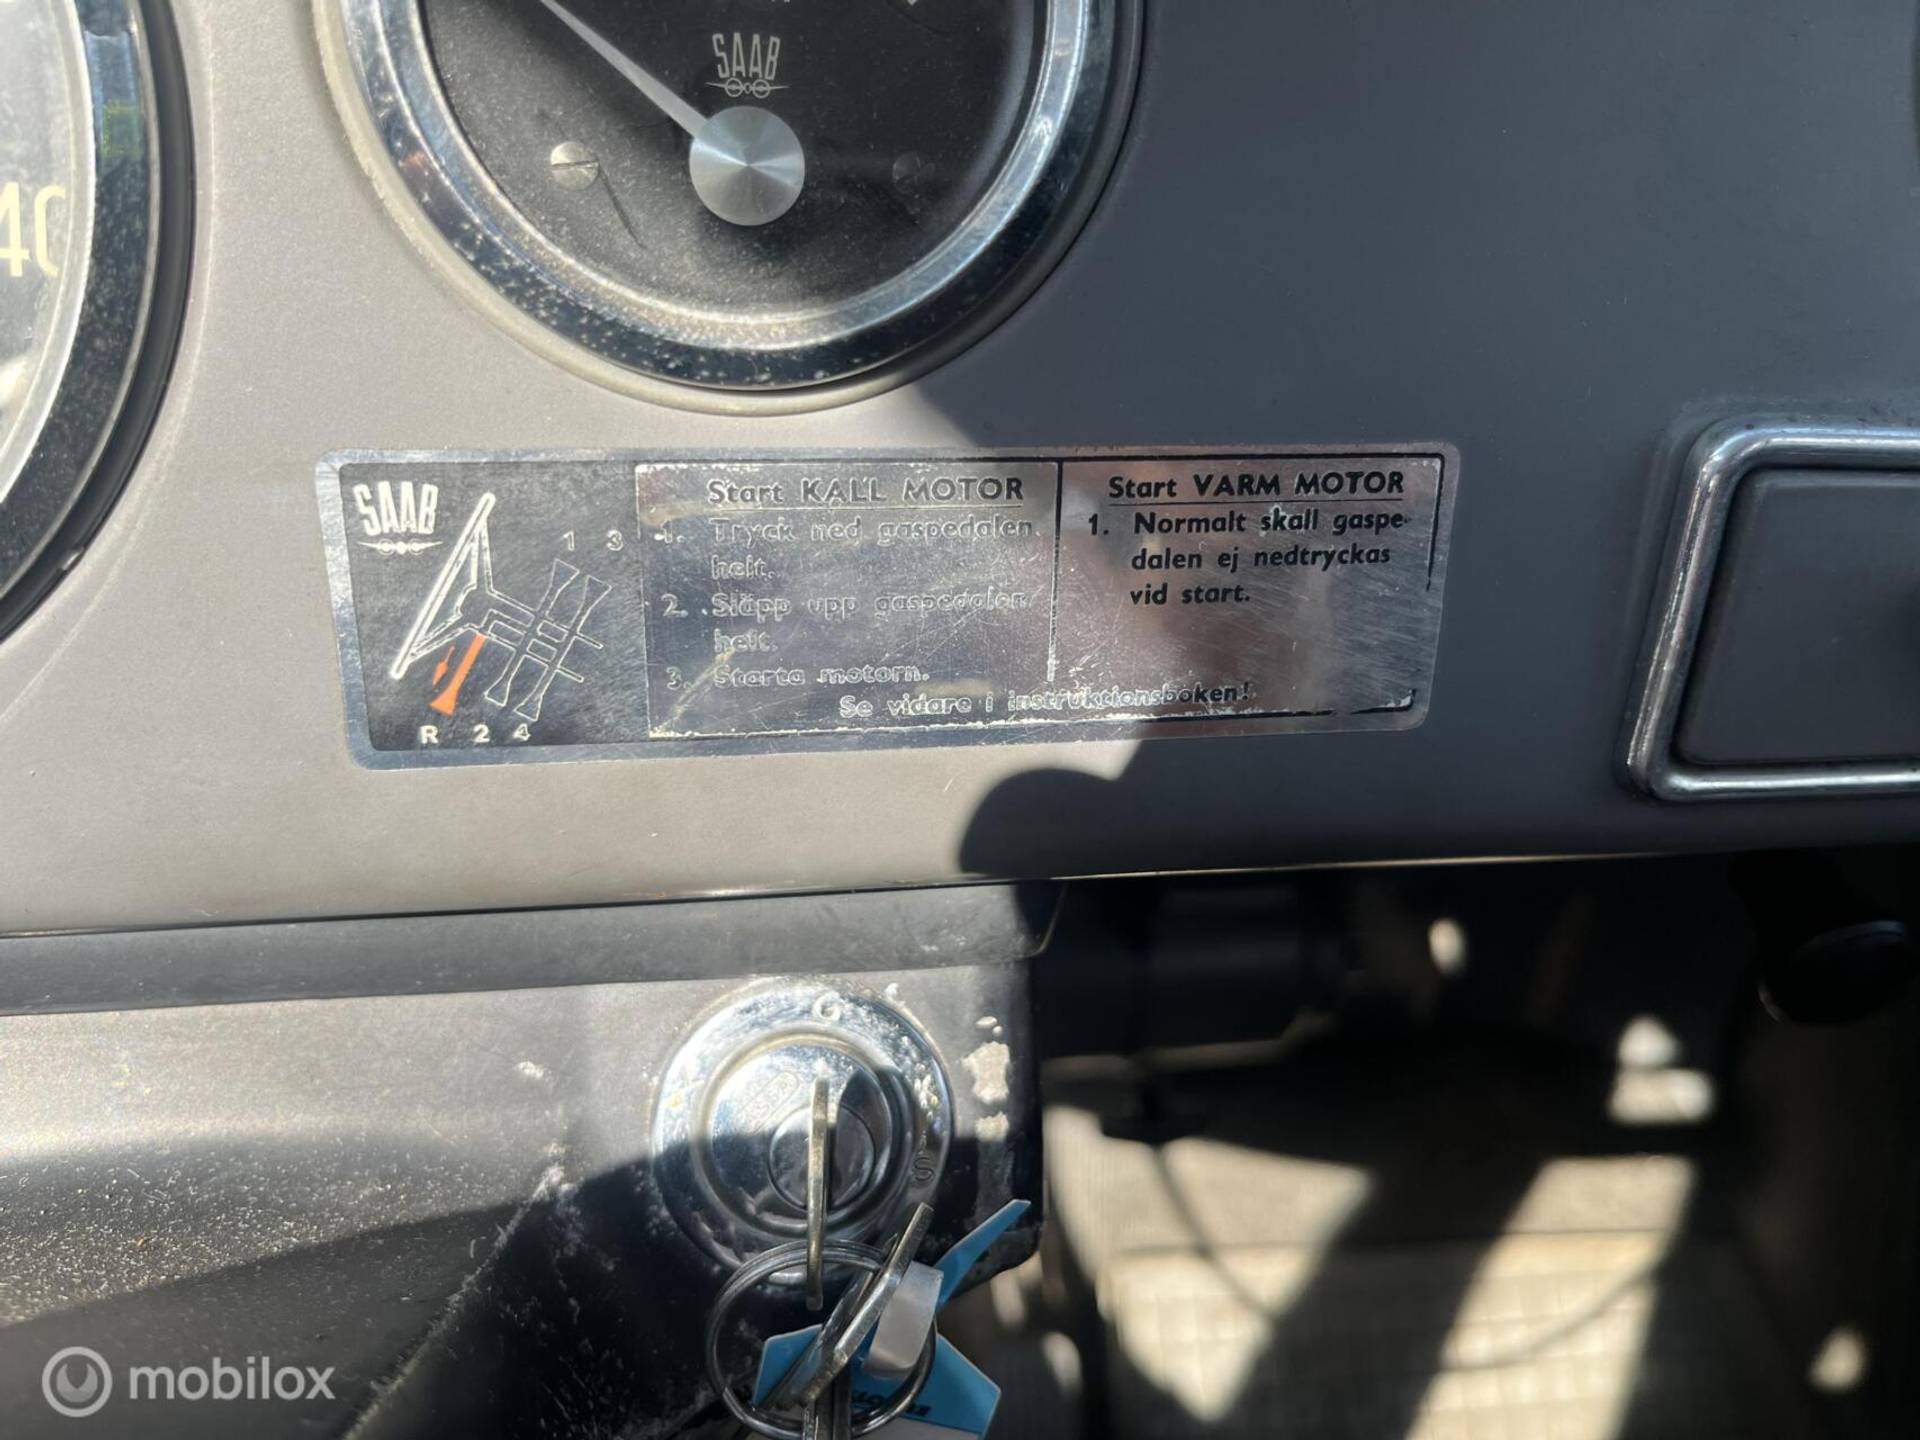 SAAB
40
SAAB
1 3
R 2 4
Start KALL MOTOR
1. Tryck ned gaspedalen
helt.
2. Släpp upp gaspedalen
helt.
3. Starta motorn.
Se vidare i instruktionsboken!
Start VARM MOTOR
1. Normalt skall gaspe-
dalen ej nedtryckas
vid start.
G
S
mobilox